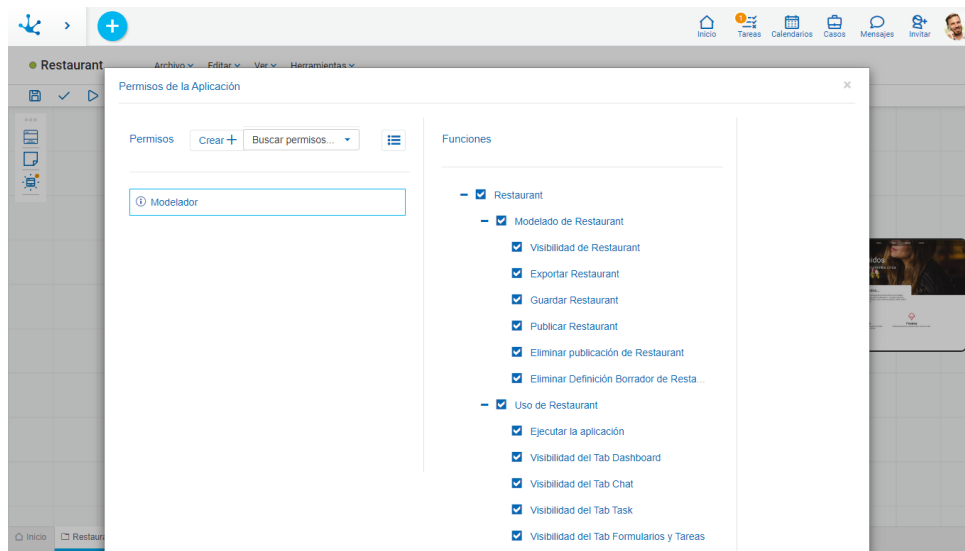 Inicio
1
Tareas
Calendarios
Casos
Mensajes
Invitar
Restaurant
Archivo Editar Ver Herramientas
Permisos de la Aplicación
×
Permisos
Crear +
Buscar permisos...
Funciones
Modelador
Restaurant
Modelado de Restaurant
Visibilidad de Restaurant
Exportar Restaurant
Guardar Restaurant
Publicar Restaurant
Eliminar publicación de Restaurant
Eliminar Definición Borrador de Resta...
Uso de Restaurant
Ejecutar la aplicación
Visibilidad del Tab Dashboard
Visibilidad del Tab Chat
Visibilidad del Tab Task
Visibilidad del Tab Formularios y Tareas
Inicio
Restaura